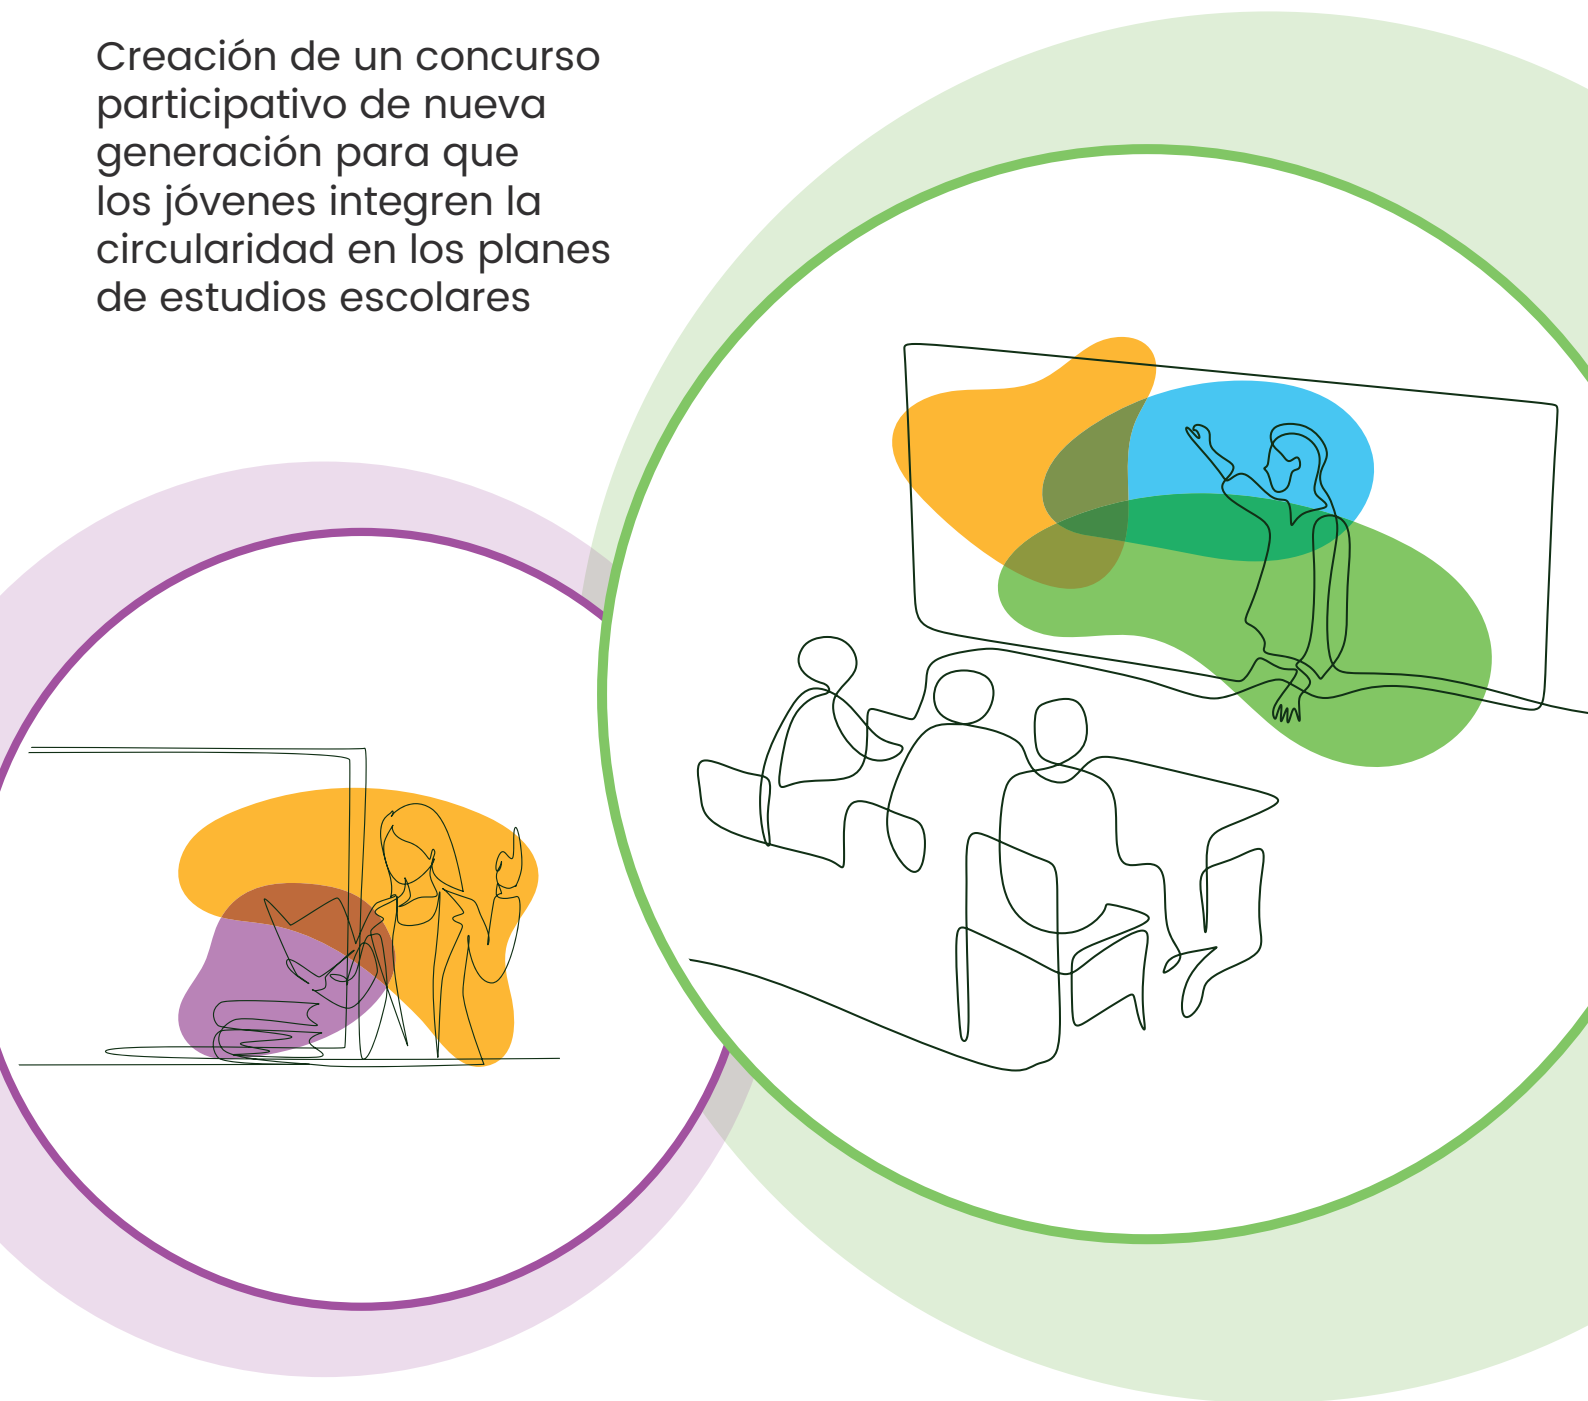 Creación de un concurso
participativo de nueva
generación para que
los jóvenes integren la
circularidad en los planes
de estudios escolares